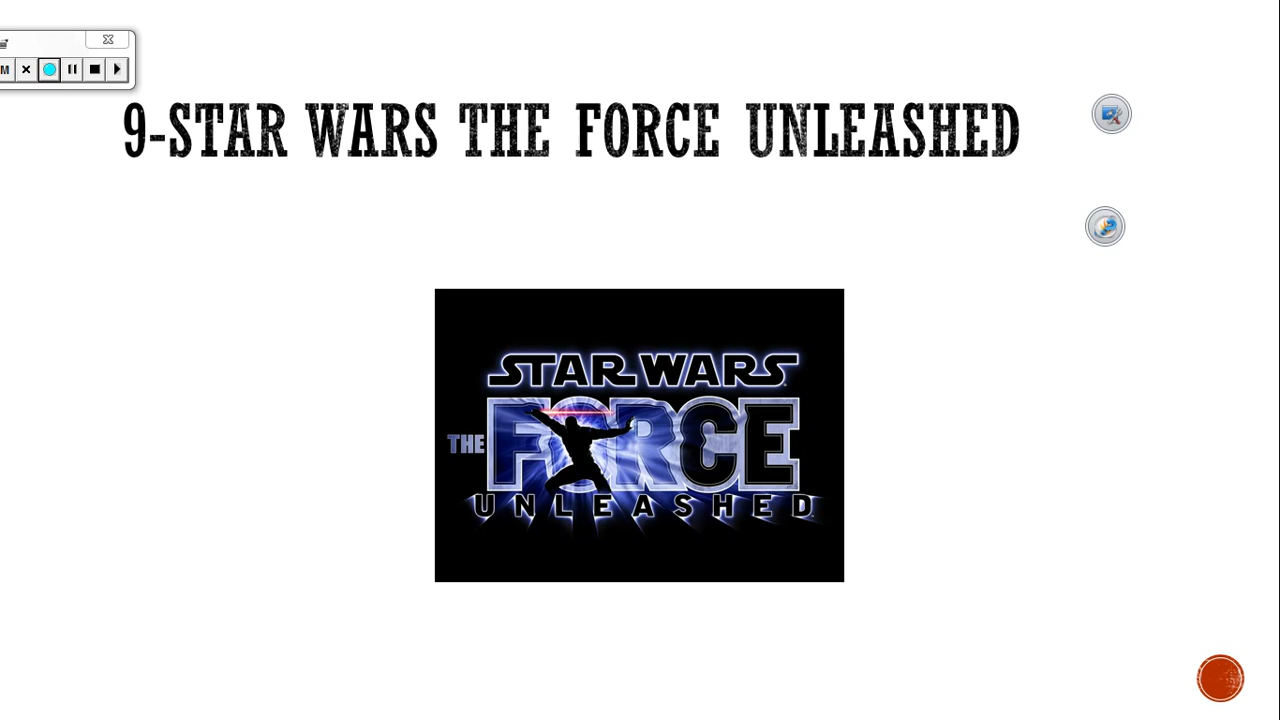 M
9-STAR WARS THE FORCE UNLEASHED
STAR WARS
THE FORCE
UNLEASHED